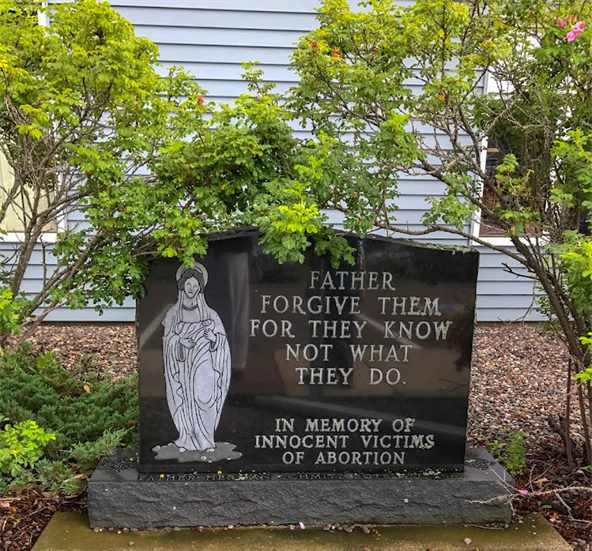 FATHER
FORGIVE THEM
FOR THEY KNOW
NOT WHAT
THEY DO.
IN MEMORY OF
INNOCENT VICTIMS
OF ABORTION